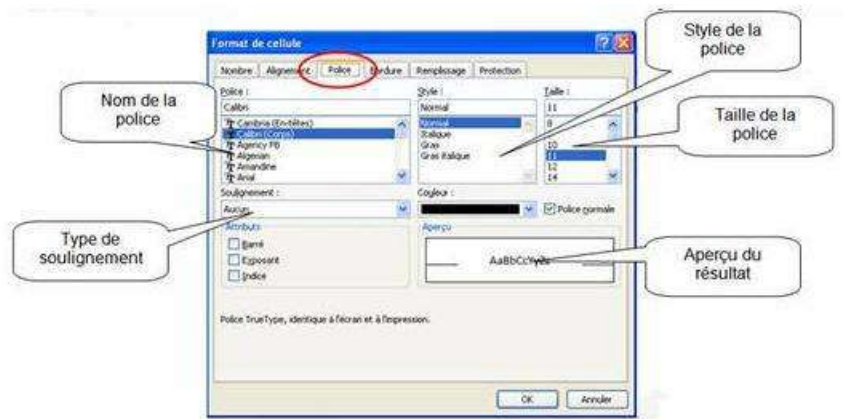 Format de cellule
Nombre Alignement Police Bordure Remplissage Protection
Police :
Calibri
Cambria (En-têtes)
Calibri (Corps)
Agency FB
Algerian
Amandine
Arial
Style :
Normal
Normal
Italique
Gras
Gras italique
Taille :
11
8
10
11
12
14
Soulignement :
Aucun
Couleur :
Police normale
Attributs
Barré
Exposant
Indice
Aperçu
AaBbCcYyZz
Police TrueType, identique à l'écran et à l'impression.
OK Annuler
Nom de la
police
Style de la
police
Taille de la
police
Type de
soulignement
Aperçu du
résultat